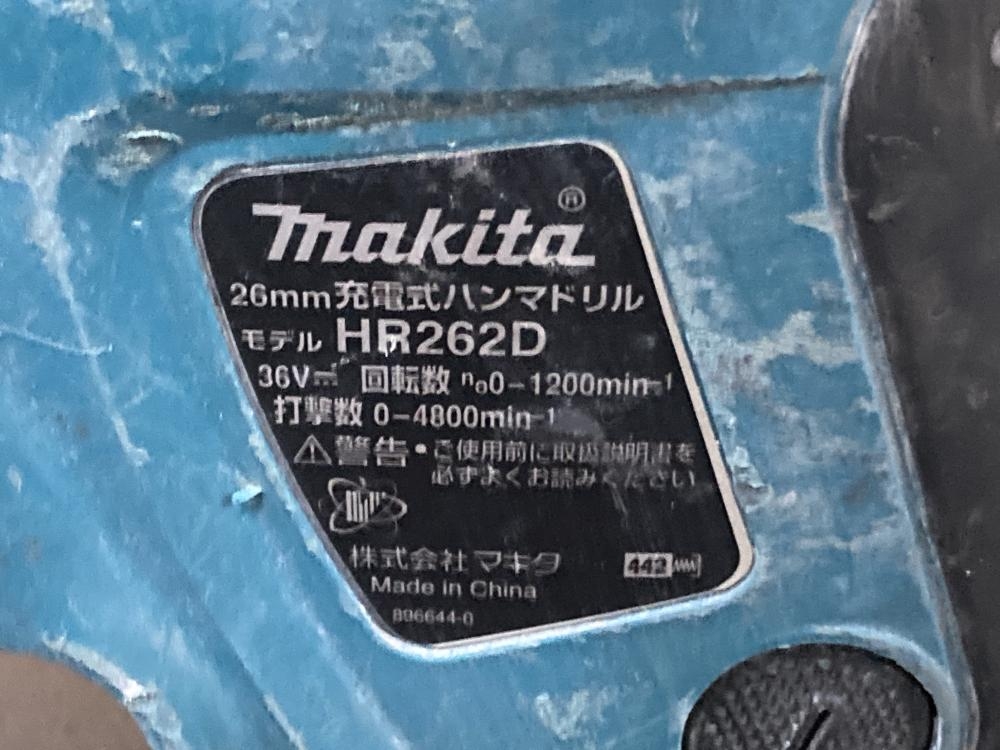 makita®
26mm充電式ハンマドリル
モデル HR262D
36V⎓ 回転数 n₀0-1200min-1
打撃数 0-4800min-1
⚠警告・ご使用前に取扱説明書を
必ずよくお読みください
株式会社マキタ
442
Made in China
896644-0